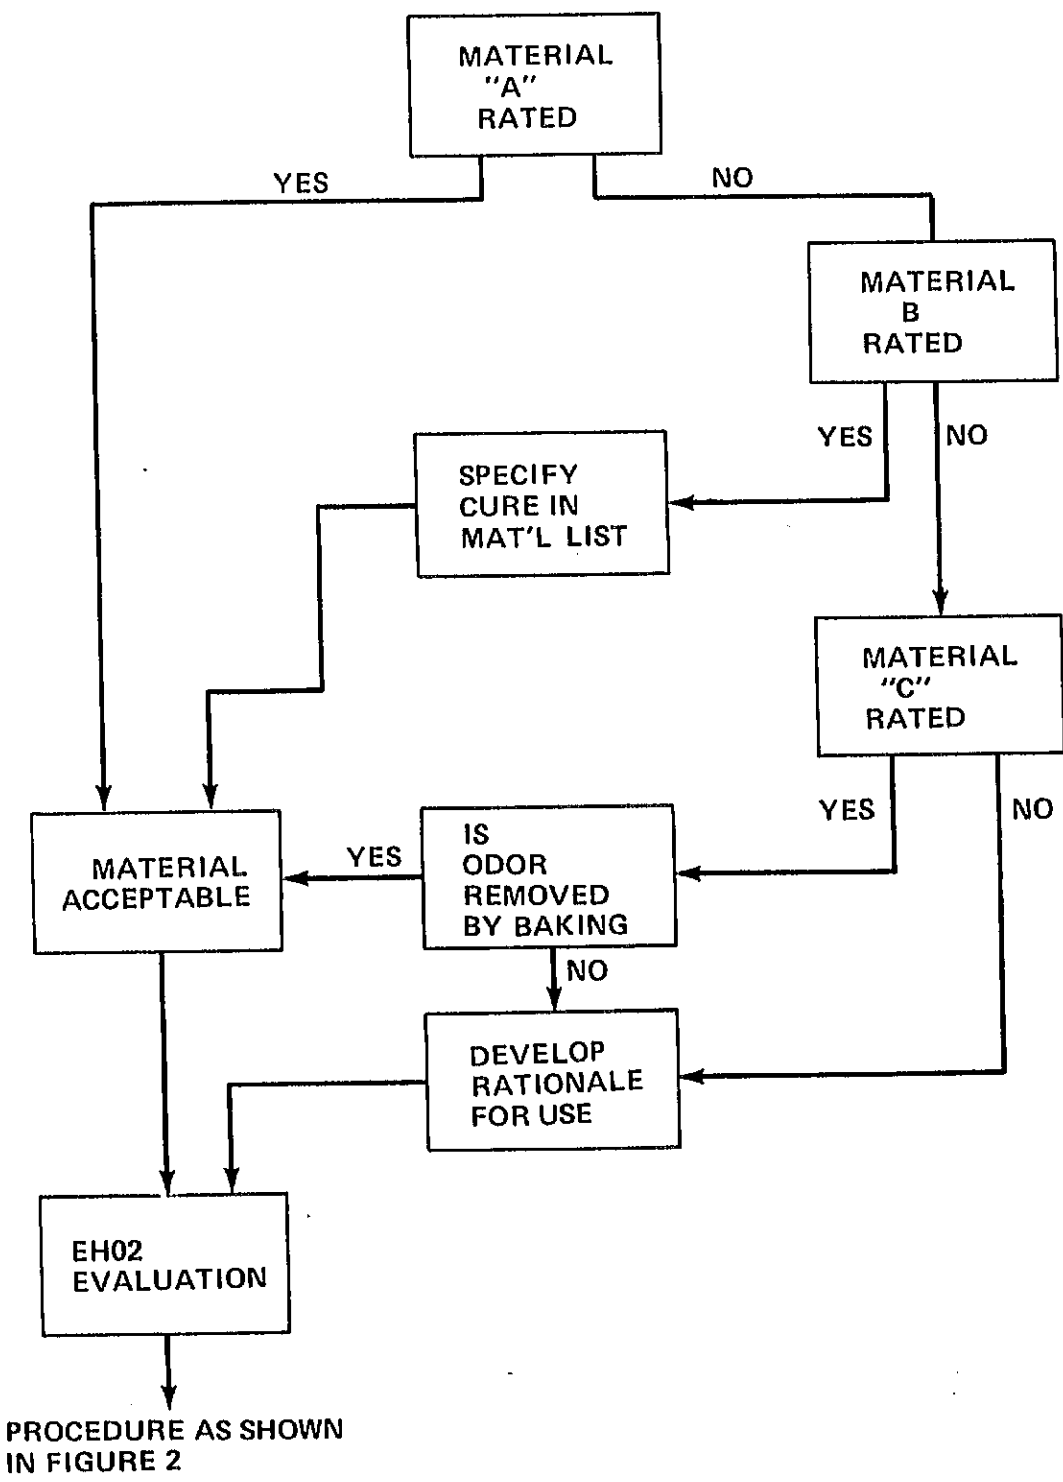 MATERIAL
"A"
RATED
YES
NO
MATERIAL
B
RATED
YES
NO
SPECIFY
CURE IN
MAT'L LIST
MATERIAL
"C"
RATED
YES
NO
IS
ODOR
REMOVED
BY BAKING
YES
MATERIAL
ACCEPTABLE
NO
DEVELOP
RATIONALE
FOR USE
EH02
EVALUATION
PROCEDURE AS SHOWN
IN FIGURE 2